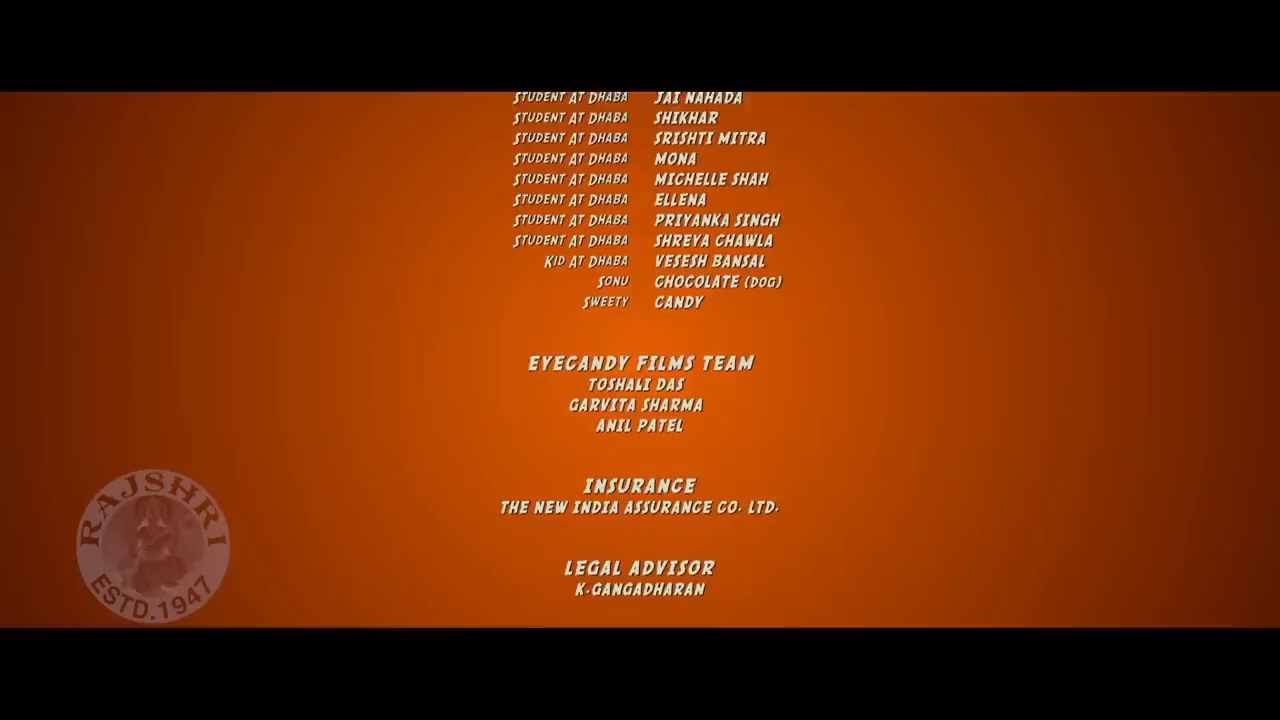 STUDENT AT DHABA JAI NAHADA
STUDENT AT DHABA SHIKHAR
STUDENT AT DHABA SRISHTI MITRA
STUDENT AT DHABA MONA
STUDENT AT DHABA MICHELLE SHAH
STUDENT AT DHABA ELLENA
STUDENT AT DHABA PRIYANKA SINGH
STUDENT AT DHABA SHREYA CHAWLA
KID AT DHABA VESESH BANSAL
SONU CHOCOLATE (DOG)
SWEETY CANDY
EYECANDY FILMS TEAM
TOSHALI DAS
GARVITA SHARMA
ANIL PATEL
INSURANCE
THE NEW INDIA ASSURANCE CO. LTD.
LEGAL ADVISOR
K.GANGADHARAN
RAJSHRI
ESTD.1947